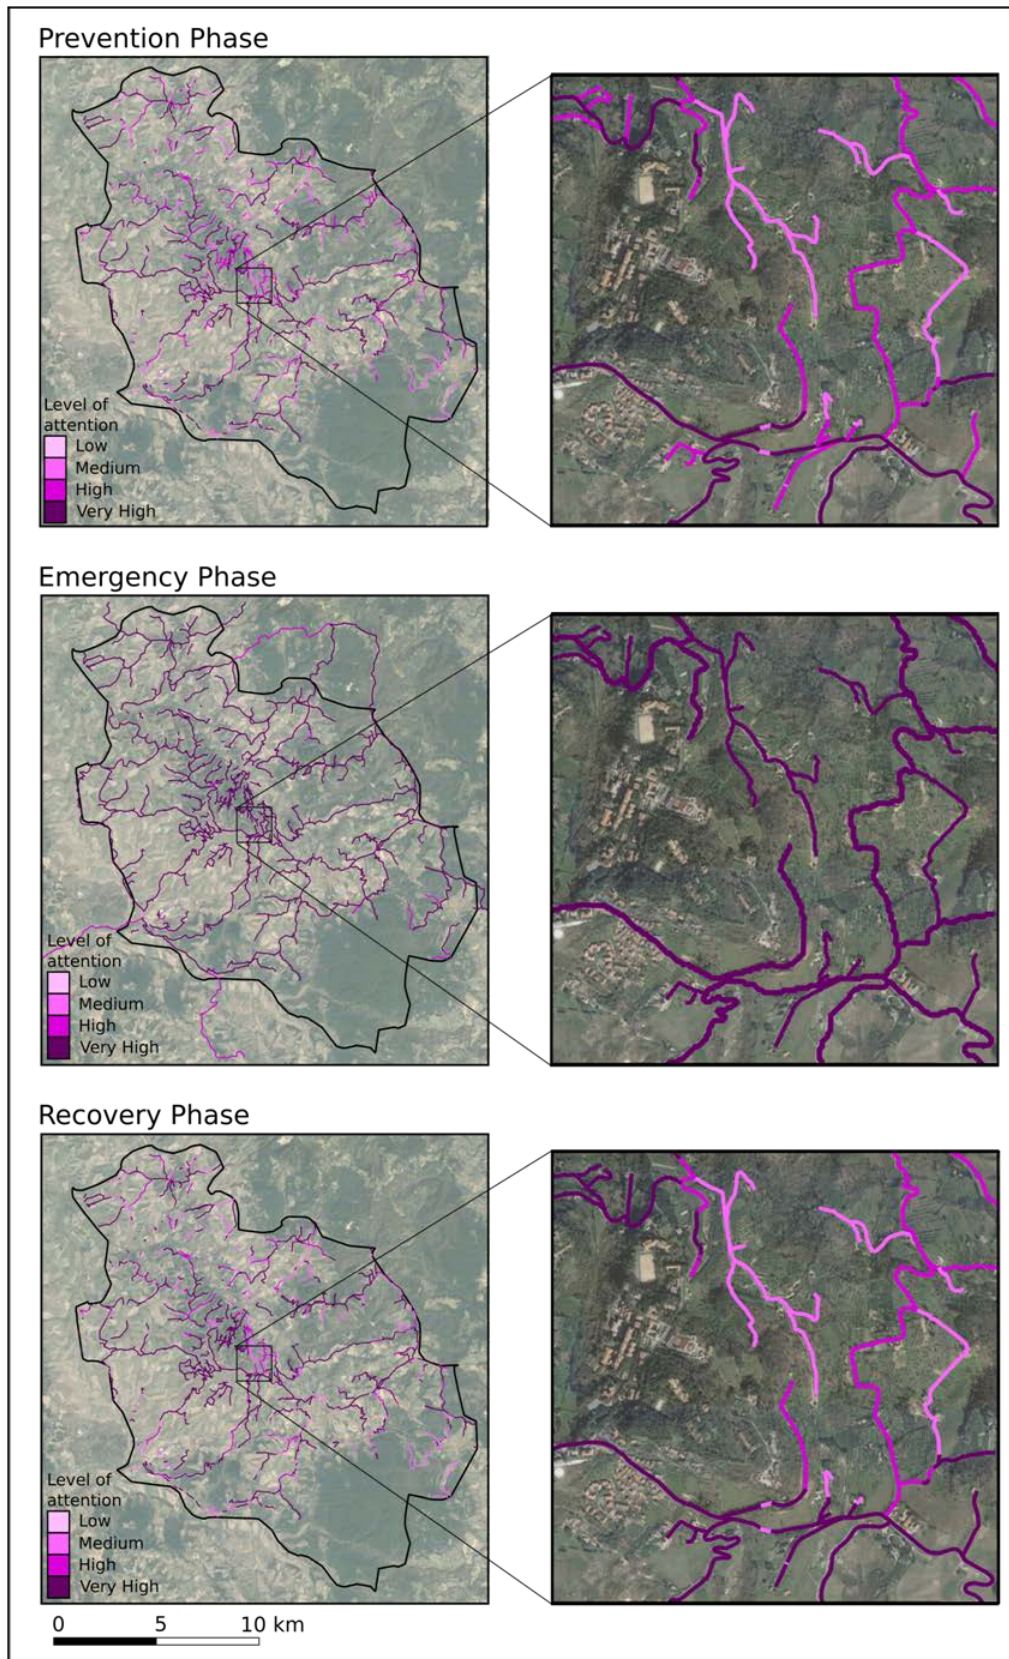 Prevention Phase
Level of
attention
Low
Medium
High
Very High
Emergency Phase
Level of
attention
Low
Medium
High
Very High
Recovery Phase
Level of
attention
Low
Medium
High
Very High
0 5 10 km